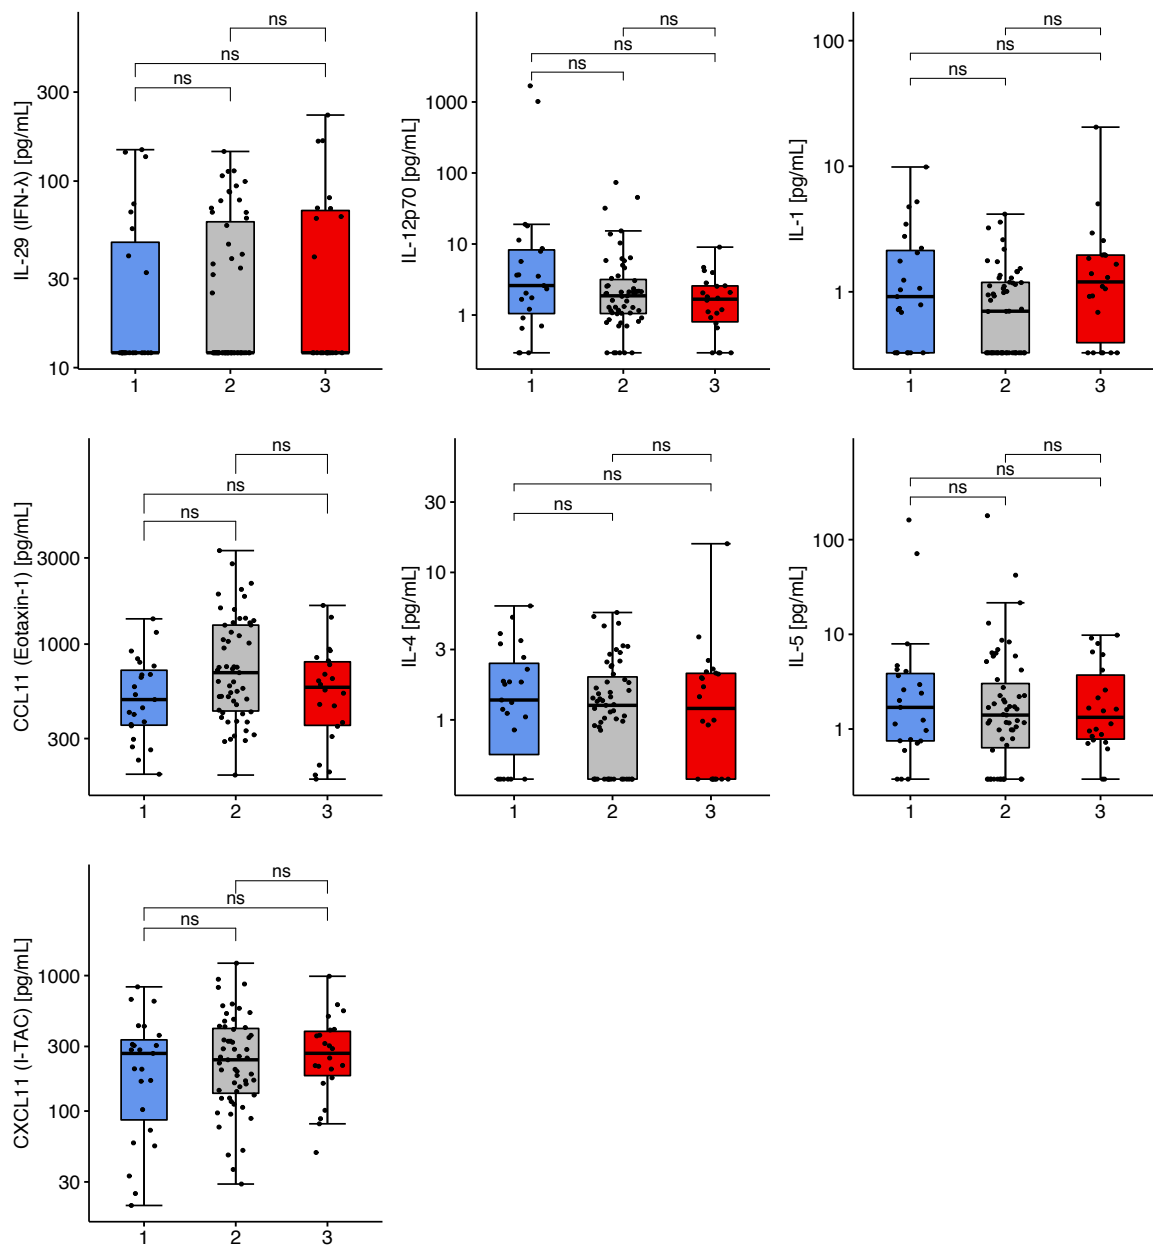 ns
ns
ns
IL-29 (IFN-λ) [pg/mL]
300
100
30
10
1 2 3
ns
ns
ns
IL-12p70 [pg/mL]
1000
100
10
1
1 2 3
ns
ns
ns
IL-1 [pg/mL]
100
10
1
1 2 3
ns
ns
ns
CCL11 (Eotaxin-1) [pg/mL]
3000
1000
300
1 2 3
ns
ns
ns
IL-4 [pg/mL]
30
10
3
1
1 2 3
ns
ns
ns
IL-5 [pg/mL]
100
10
1
1 2 3
ns
ns
ns
CXCL11 (I-TAC) [pg/mL]
1000
300
100
30
1 2 3